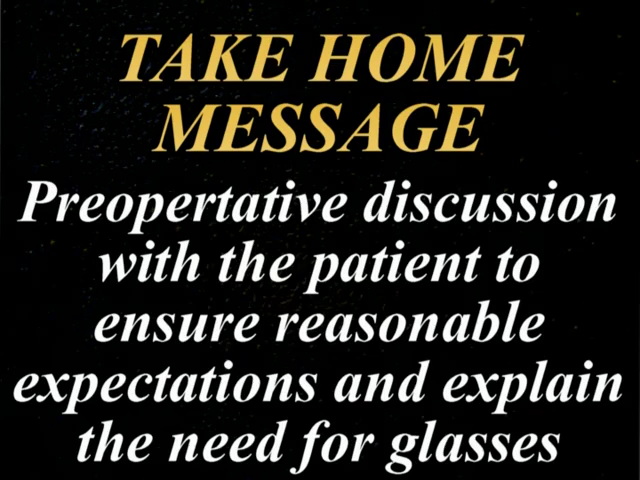 TAKE HOME
MESSAGE
Preopertative discussion
with the patient to
ensure reasonable
expectations and explain
the need for glasses